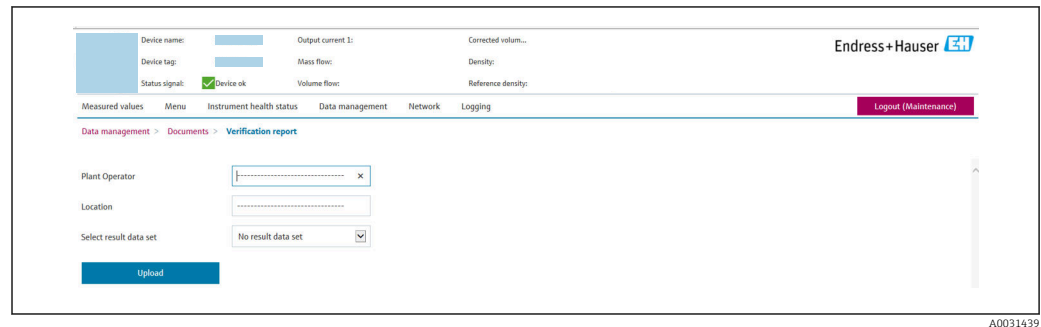 Device name: Output current 1: Corrected volum...
Endress+Hauser EH
Device tag: Mass flow: Density:
Status signal: Device ok Volume flow: Reference density:
Measured values Menu Instrument health status Data management Network Logging Logout (Maintenance)
Data management > Documents > Verification report
Plant Operator -------------------------------- ×
Location --------------------------------
Select result data set No result data set
Upload
A0031439